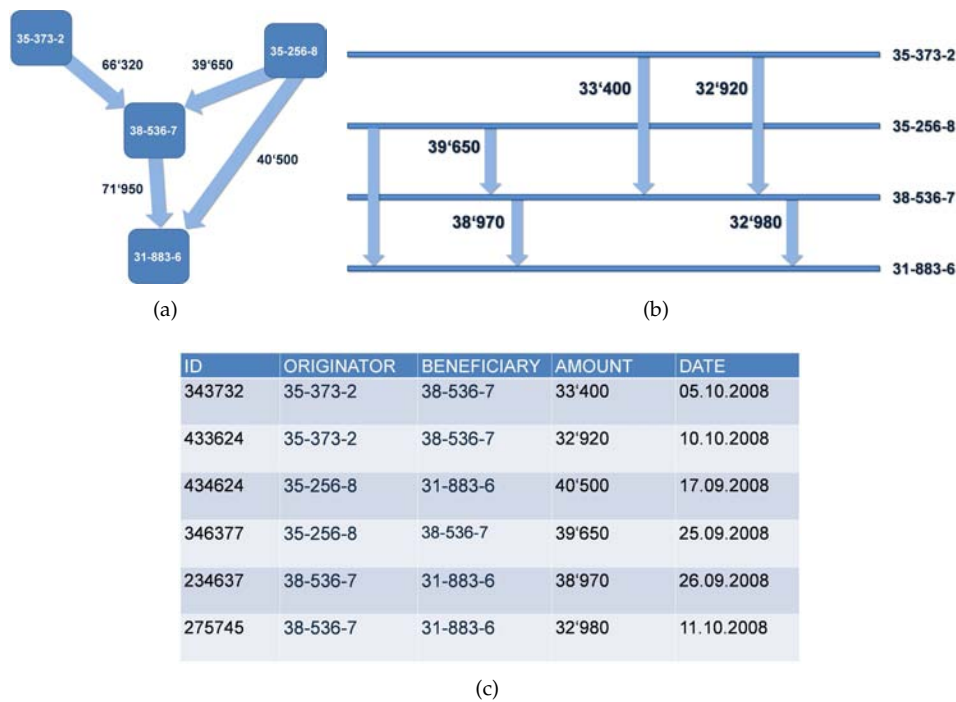 35-373-2
35-256-8
66‘320
39‘650
38-536-7
40‘500
71‘950
31-883-6
(a)
35-373-2
33‘400
32‘920
35-256-8
39‘650
38-536-7
38‘970
32‘980
31-883-6
(b)
ID ORIGINATOR BENEFICIARY AMOUNT DATE
343732 35-373-2 38-536-7 33‘400 05.10.2008
433624 35-373-2 38-536-7 32‘920 10.10.2008
434624 35-256-8 31-883-6 40‘500 17.09.2008
346377 35-256-8 38-536-7 39‘650 25.09.2008
234637 38-536-7 31-883-6 38‘970 26.09.2008
275745 38-536-7 31-883-6 32‘980 11.10.2008
(c)